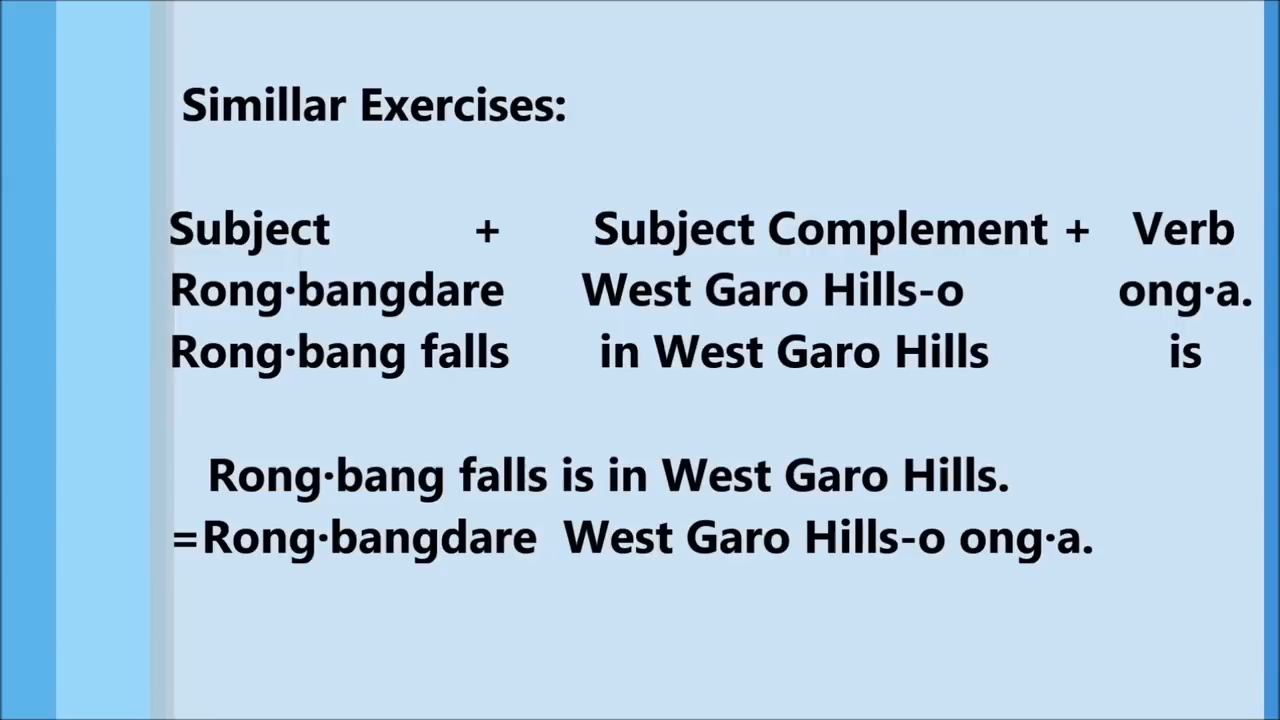 Simillar Exercises:
Subject + Subject Complement + Verb
Rong·bangdare West Garo Hills-o ong·a.
Rong·bang falls in West Garo Hills is
Rong·bang falls is in West Garo Hills.
=Rong·bangdare West Garo Hills-o ong·a.